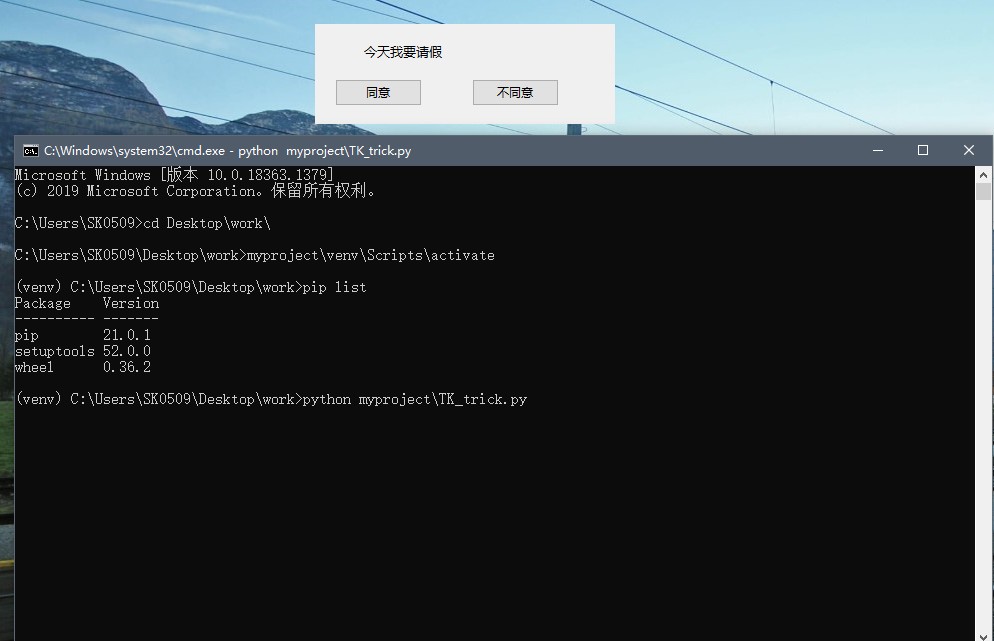 今天我要请假
同意 不同意
C:\Windows\system32\cmd.exe - python  myproject\TK_trick.py
Microsoft Windows [版本 10.0.18363.1379]
(c) 2019 Microsoft Corporation。保留所有权利。
C:\Users\SK0509>cd Desktop\work\
C:\Users\SK0509\Desktop\work>myproject\venv\Scripts\activate
(venv) C:\Users\SK0509\Desktop\work>pip list
Package    Version
---------- -------
pip        21.0.1
setuptools 52.0.0
wheel      0.36.2
(venv) C:\Users\SK0509\Desktop\work>python myproject\TK_trick.py